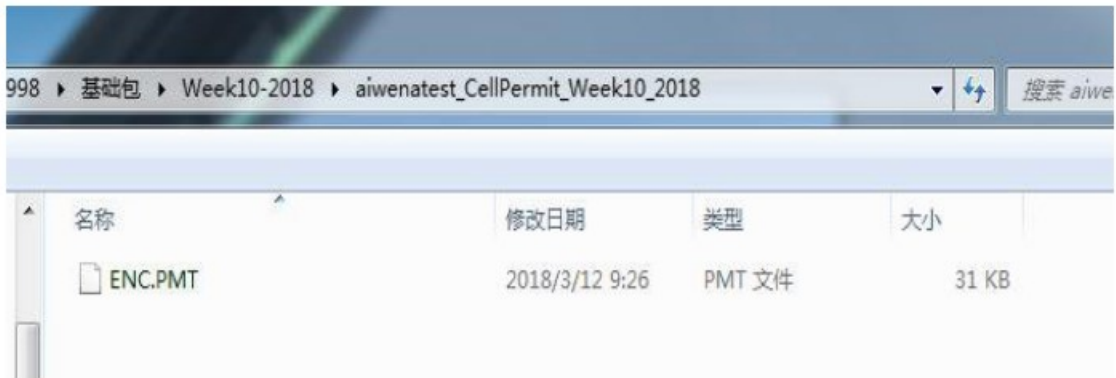 998 ▸ 基础包 ▸ Week10-2018 ▸ aiwenatest_CellPermit_Week10_2018 搜索 aiwe
名称 修改日期 类型 大小
ENC.PMT 2018/3/12 9:26 PMT 文件 31 KB